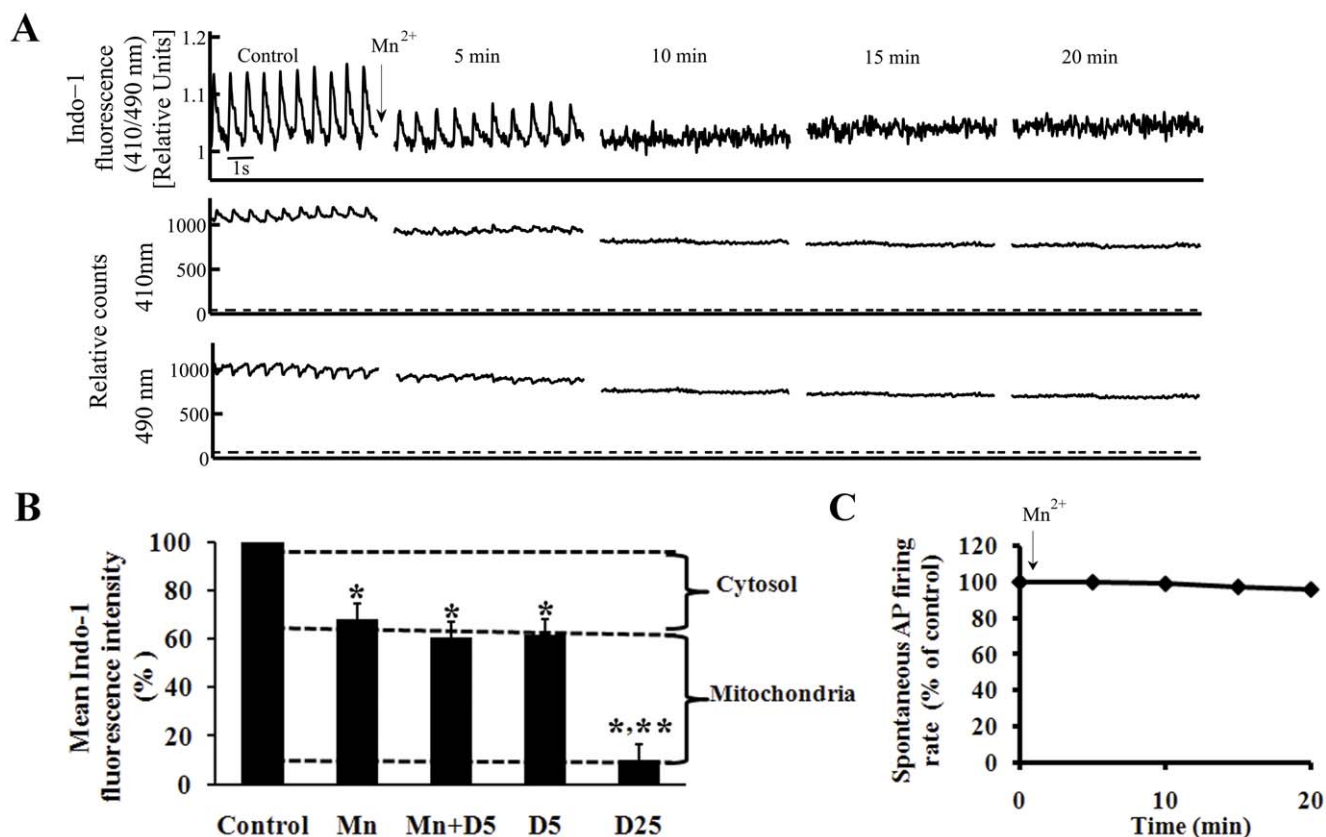 A
Indo−1
fluorescence
(410/490 nm)
[Relative Units]
1.2
1.1
1
Control
Mn2+
5 min
10 min
15 min
20 min
1s
Relative counts
410nm
1000
500
0
490 nm
1000
500
0
B
Mean Indo-1
fluorescence intensity
(% )
100
80
60
40
20
0
*
*
*
*,**
Cytosol
Mitochondria
Control Mn Mn+D5 D5 D25
C
Mn2+
Spontaneous AP firing
rate (% of control)
120
100
80
60
40
20
0
0 10 20
Time (min)